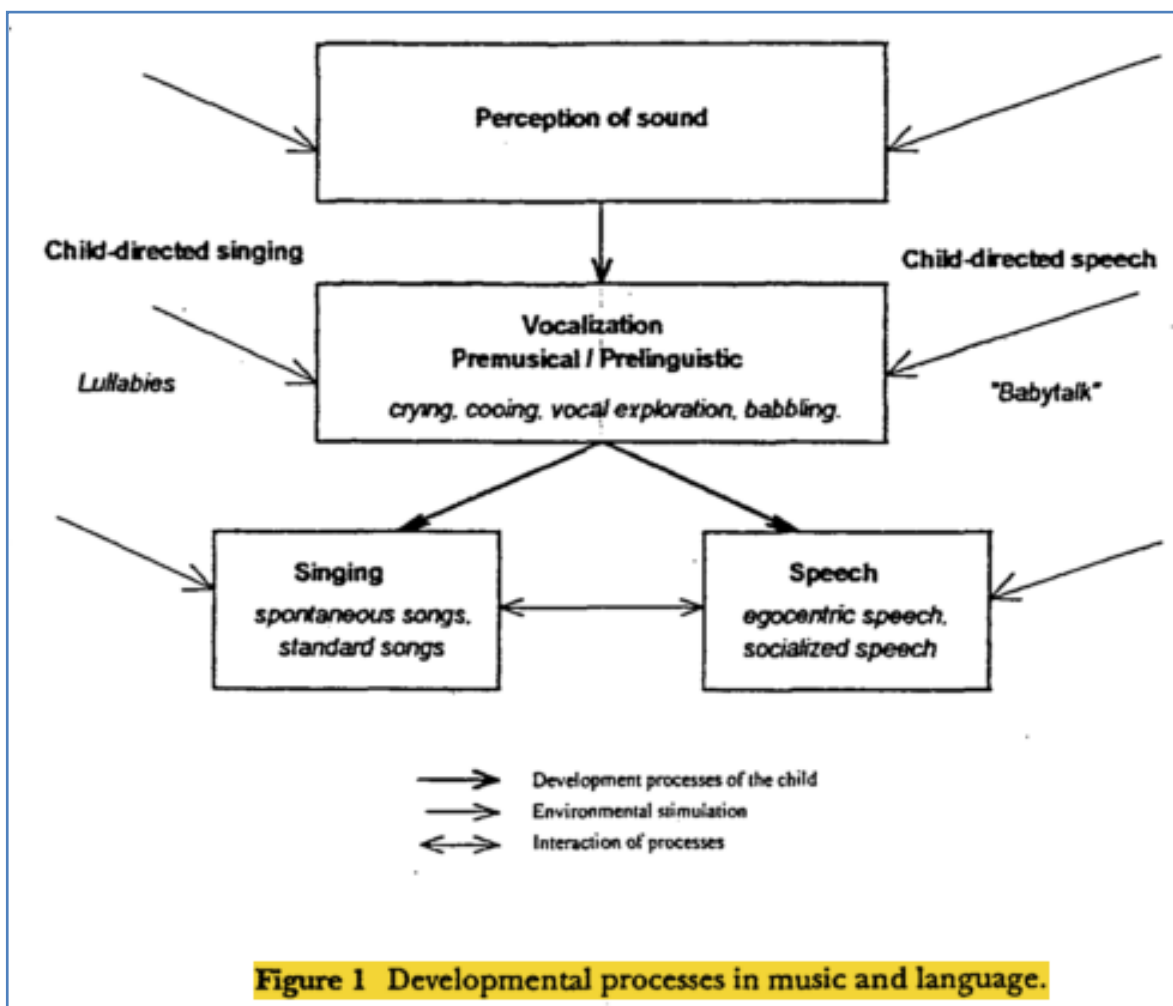 Perception of sound
Child-directed singing
Child-directed speech
Vocalization
Premusical / Prelinguistic
crying, cooing, vocal exploration, babbling.
Lullabies
"Babytalk"
Singing
spontaneous songs,
standard songs
Speech
egocentric speech,
socialized speech
Development processes of the child
Environmental stimulation
Interaction of processes
Figure 1 Developmental processes in music and language.